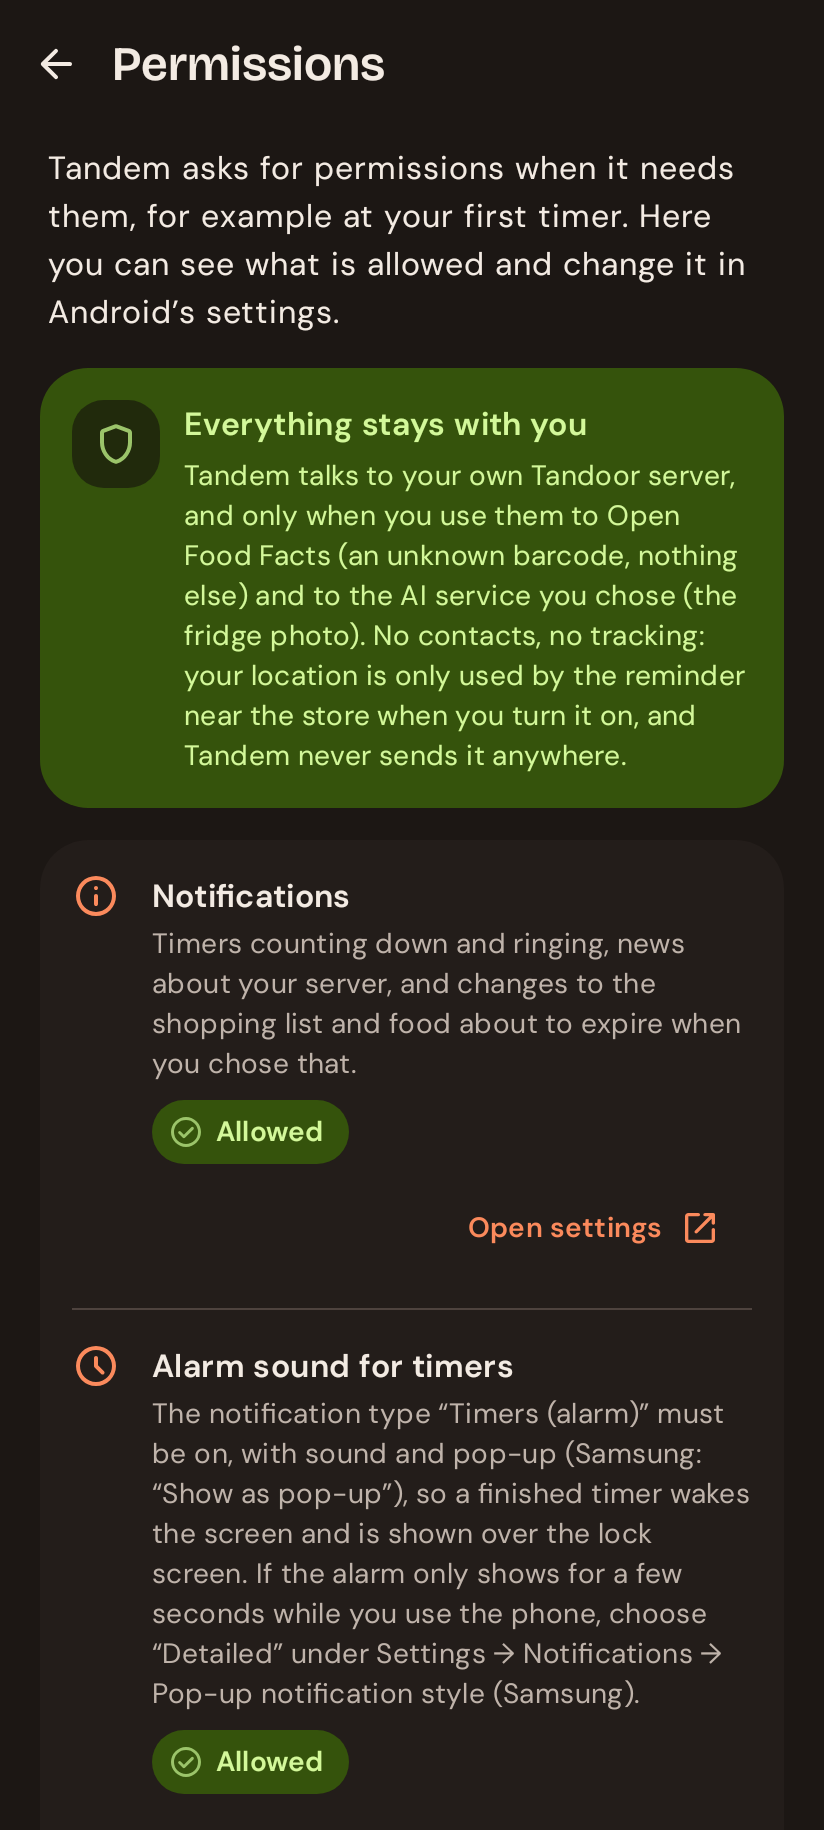 Permissions
Tandem asks for permissions when it needs
them, for example at your first timer. Here
you can see what is allowed and change it in
Android’s settings.
Everything stays with you
Tandem talks to your own Tandoor server,
and only when you use them to Open
Food Facts (an unknown barcode, nothing
else) and to the AI service you chose (the
fridge photo). No contacts, no tracking:
your location is only used by the reminder
near the store when you turn it on, and
Tandem never sends it anywhere.
Notifications
Timers counting down and ringing, news
about your server, and changes to the
shopping list and food about to expire when
you chose that.
Allowed
Open settings
Alarm sound for timers
The notification type “Timers (alarm)” must
be on, with sound and pop-up (Samsung:
“Show as pop-up”), so a finished timer wakes
the screen and is shown over the lock
screen. If the alarm only shows for a few
seconds while you use the phone, choose
“Detailed” under Settings → Notifications →
Pop-up notification style (Samsung).
Allowed